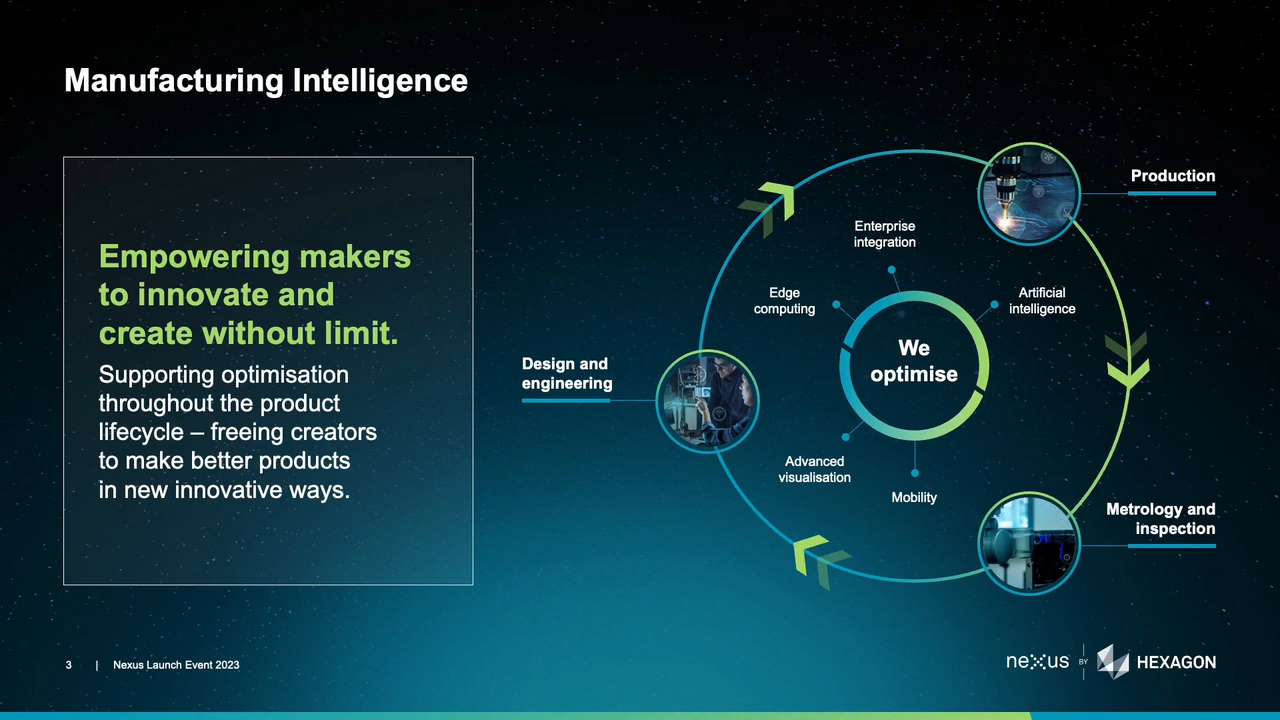 Manufacturing Intelligence
Empowering makers
to innovate and
create without limit.
Supporting optimisation
throughout the product
lifecycle – freeing creators
to make better products
in new innovative ways.
Production
Enterprise
integration
Edge
computing
Artificial
intelligence
We
optimise
Design and
engineering
Advanced
visualisation
Mobility
Metrology and
inspection
3 | Nexus Launch Event 2023
nexus BY HEXAGON